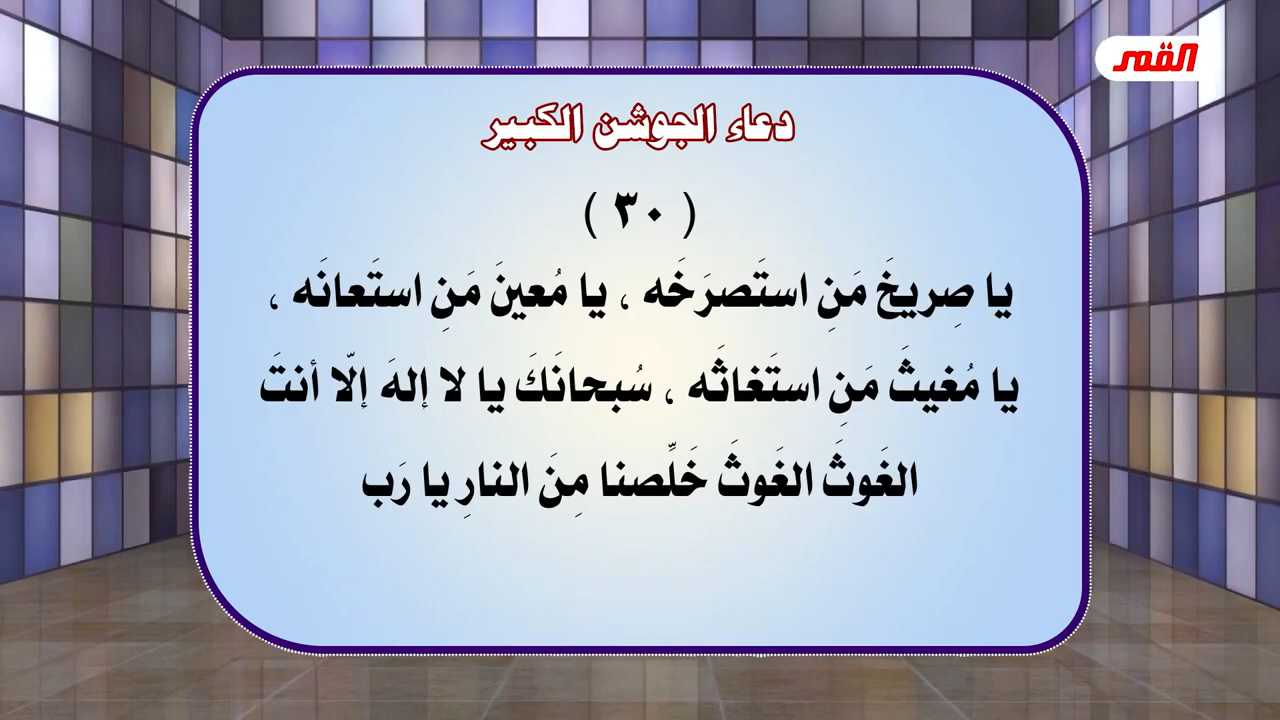 القمر
دعاء الجوشن الكبير
( ٣٠ )
يا صِريخَ مَنِ استَصرَخَه ، يا مُعينَ مَنِ استَعانَه ،
يا مُغيثَ مَنِ استَغاثَه ، سُبحانَكَ يا لا إلهَ إلّا أنتَ
الغَوثَ الغَوثَ خَلِّصنا مِنَ النارِ يا رَب